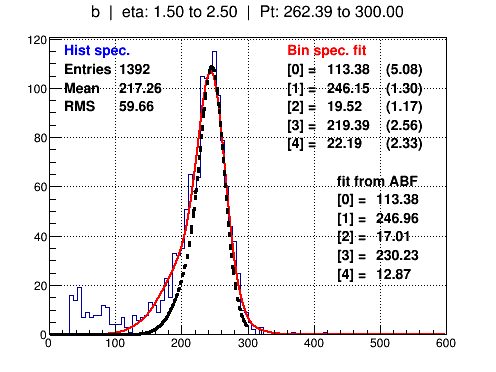 b | eta: 1.50 to 2.50 | Pt: 262.39 to 300.00
Hist spec.
Entries 1392
Mean 217.26
RMS 59.66
Bin spec. fit
[0] = 113.38 (5.08)
[1] = 246.15 (1.30)
[2] = 19.52 (1.17)
[3] = 219.39 (2.56)
[4] = 22.19 (2.33)
fit from ABF
[0] = 113.38
[1] = 246.96
[2] = 17.01
[3] = 230.23
[4] = 12.87
120
100
80
60
40
20
0
0 100 200 300 400 500 600